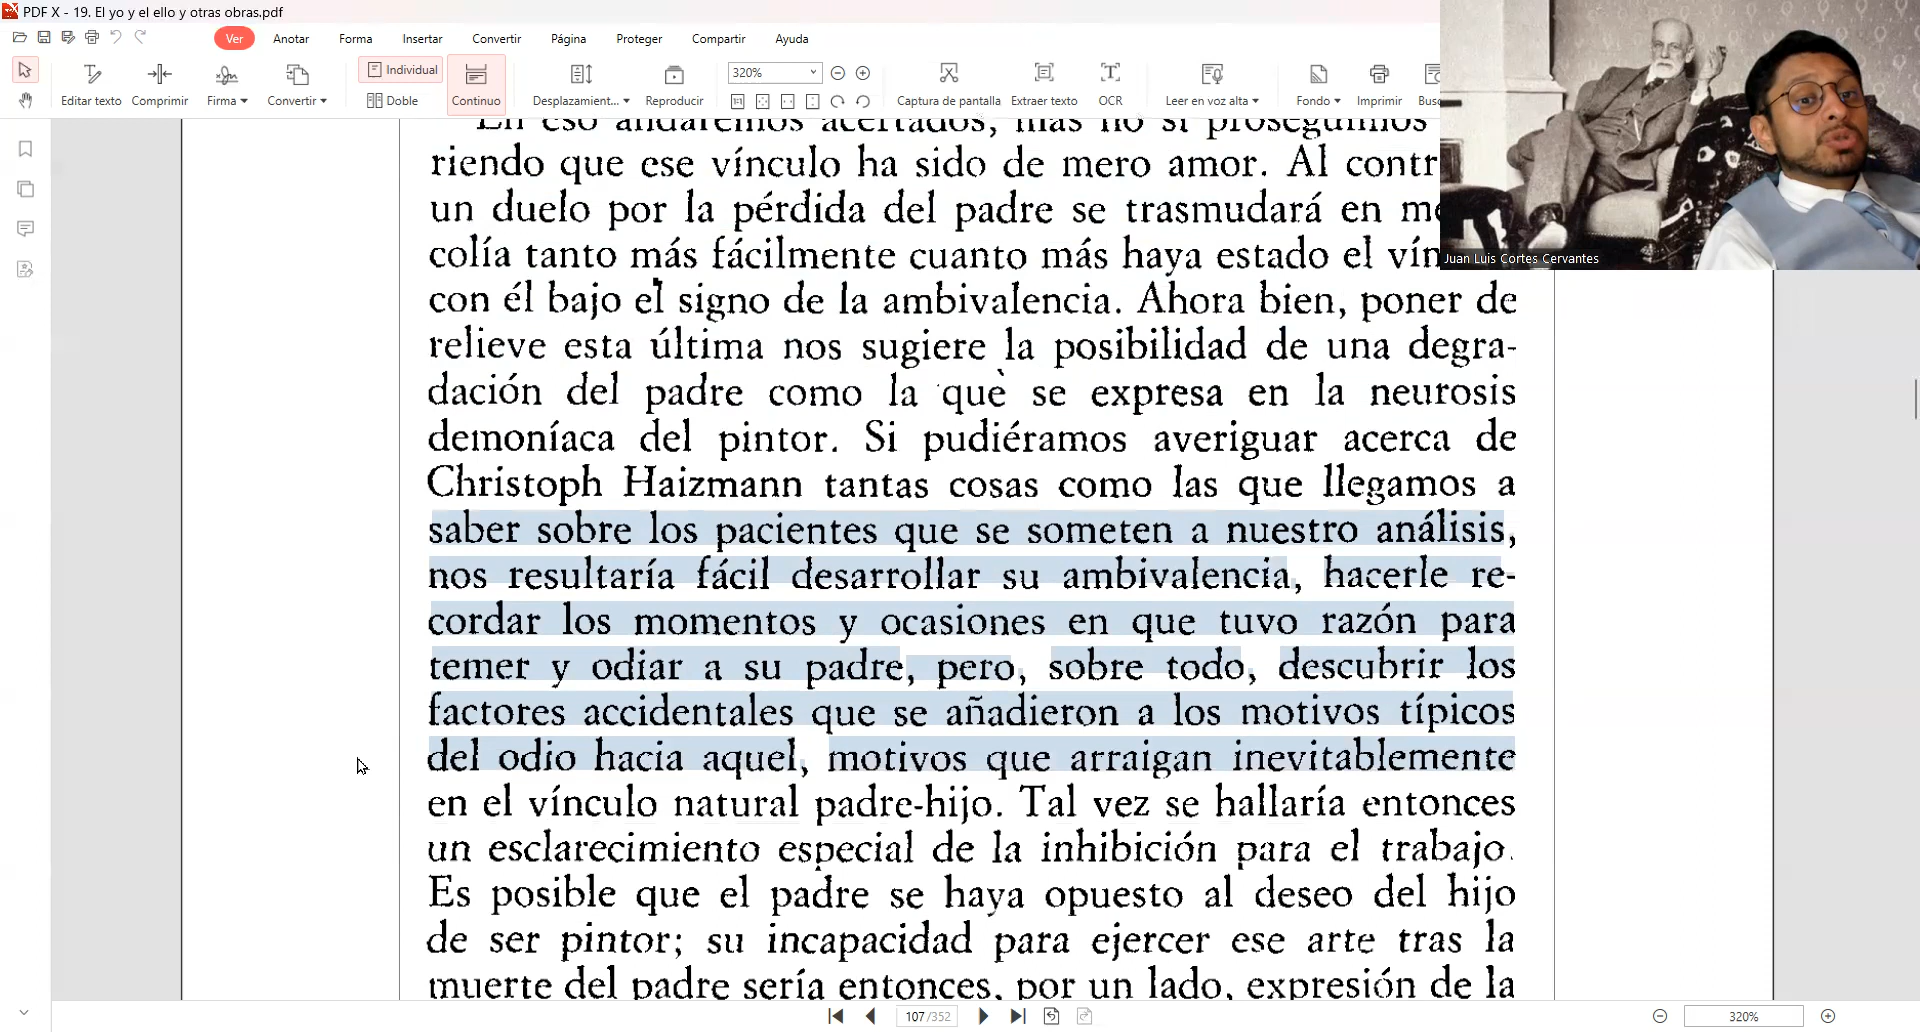 PDF X - 19. El yo y el ello y otras obras.pdf
Ver Anotar Forma Insertar Convertir Página Proteger Compartir Ayuda
Individual 320%
Editar texto Comprimir Firma Convertir Doble Continuo Desplazamient... Reproducir Captura de pantalla Extraer texto OCR Leer en voz alta Fondo Imprimir
En eso andaremos acertados, mas no si proseguimos
riendo que ese vínculo ha sido de mero amor. Al contr
un duelo por la pérdida del padre se trasmudará en me
colía tanto más fácilmente cuanto más haya estado el vín
Juan Luis Cortes Cervantes
con él bajo el signo de la ambivalencia. Ahora bien, poner de
relieve esta última nos sugiere la posibilidad de una degra-
dación del padre como la que se expresa en la neurosis
demoníaca del pintor. Si pudiéramos averiguar acerca de
Christoph Haizmann tantas cosas como las que llegamos a
saber sobre los pacientes que se someten a nuestro análisis,
nos resultaría fácil desarrollar su ambivalencia, hacerle re-
cordar los momentos y ocasiones en que tuvo razón para
temer y odiar a su padre, pero, sobre todo, descubrir los
factores accidentales que se añadieron a los motivos típicos
del odio hacia aquel, motivos que arraigan inevitablemente
en el vínculo natural padre-hijo. Tal vez se hallaría entonces
un esclarecimiento especial de la inhibición para el trabajo.
Es posible que el padre se haya opuesto al deseo del hijo
de ser pintor; su incapacidad para ejercer ese arte tras la
muerte del padre sería entonces, por un lado, expresión de la
107 /352 320%